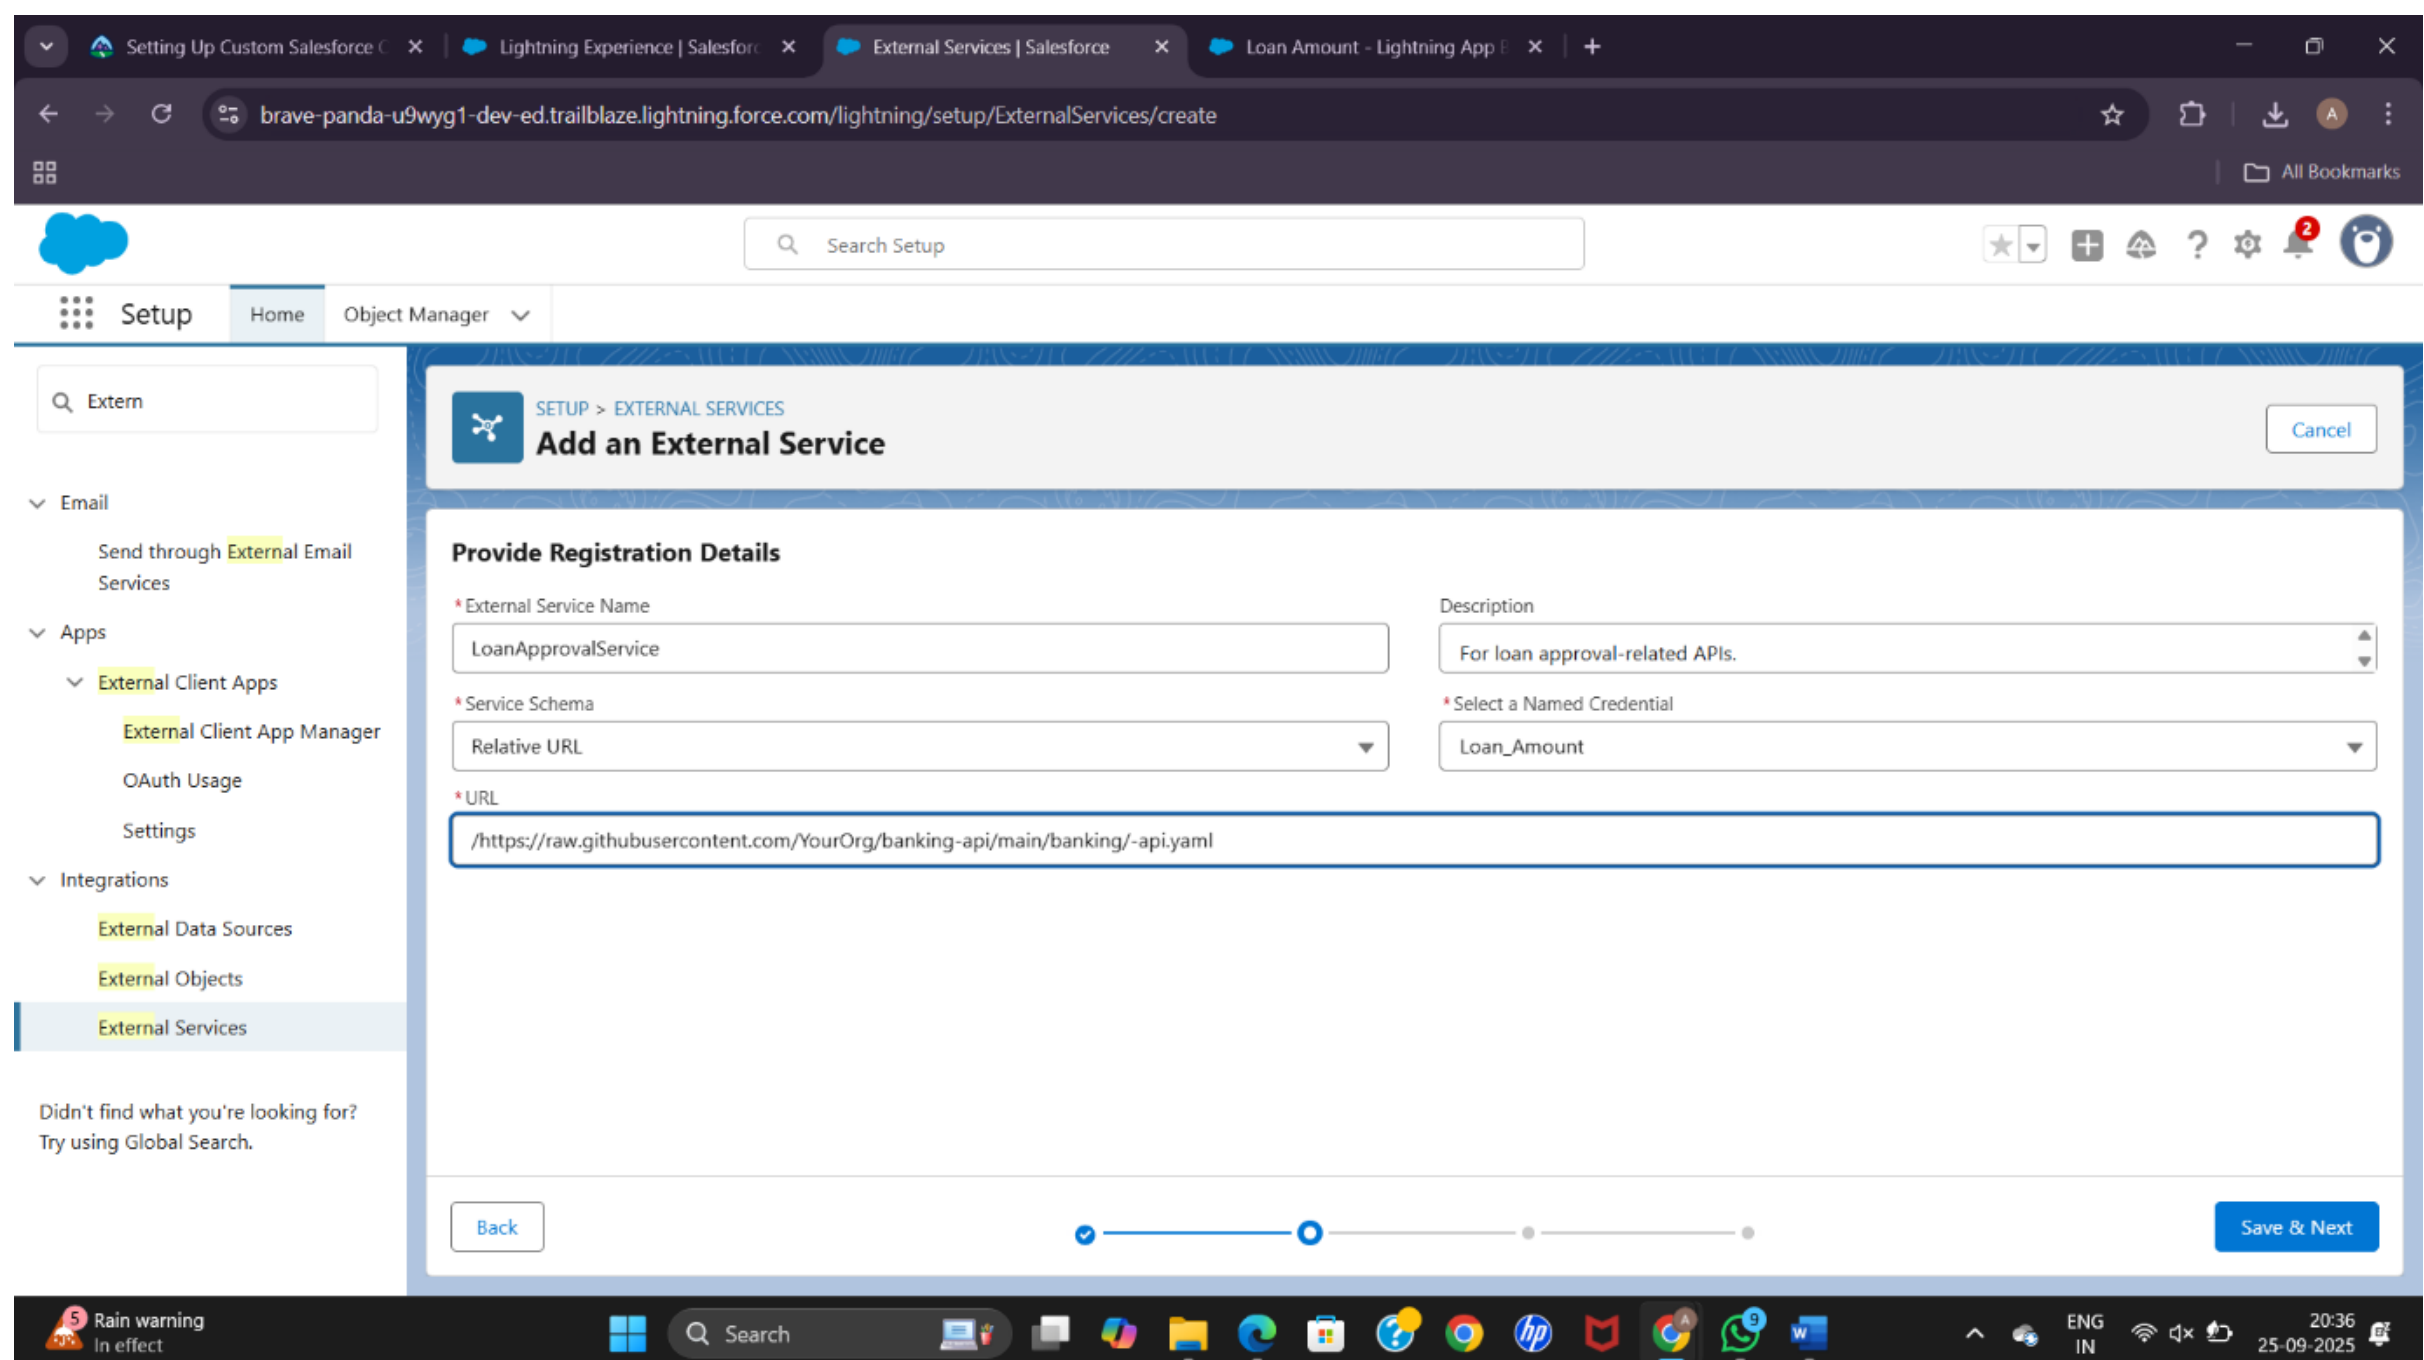 Setting Up Custom Salesforce C
Lightning Experience | Salesforc
External Services | Salesforce
Loan Amount - Lightning App B
brave-panda-u9wyg1-dev-ed.trailblaze.lightning.force.com/lightning/setup/ExternalServices/create
A
All Bookmarks
Search Setup
2
Setup
Home
Object Manager
Extern
SETUP > EXTERNAL SERVICES
Add an External Service
Cancel
Email
Send through External Email
Services
Apps
External Client Apps
External Client App Manager
OAuth Usage
Settings
Integrations
External Data Sources
External Objects
External Services
Didn't find what you're looking for?
Try using Global Search.
Provide Registration Details
*External Service Name
LoanApprovalService
Description
For loan approval-related APIs.
*Service Schema
Relative URL
*Select a Named Credential
Loan_Amount
*URL
/https://raw.githubusercontent.com/YourOrg/banking-api/main/banking/-api.yaml
Back
Save & Next
5
Rain warning
In effect
Search
hp
A
9
W
ENG
IN
20:36
25-09-2025